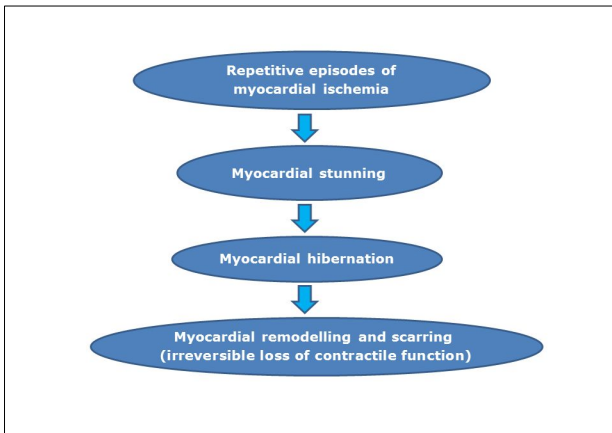 Repetitive episodes of
myocardial ischemia
Myocardial stunning
Myocardial hibernation
Myocardial remodelling and scarring
(irreversible loss of contractile function)